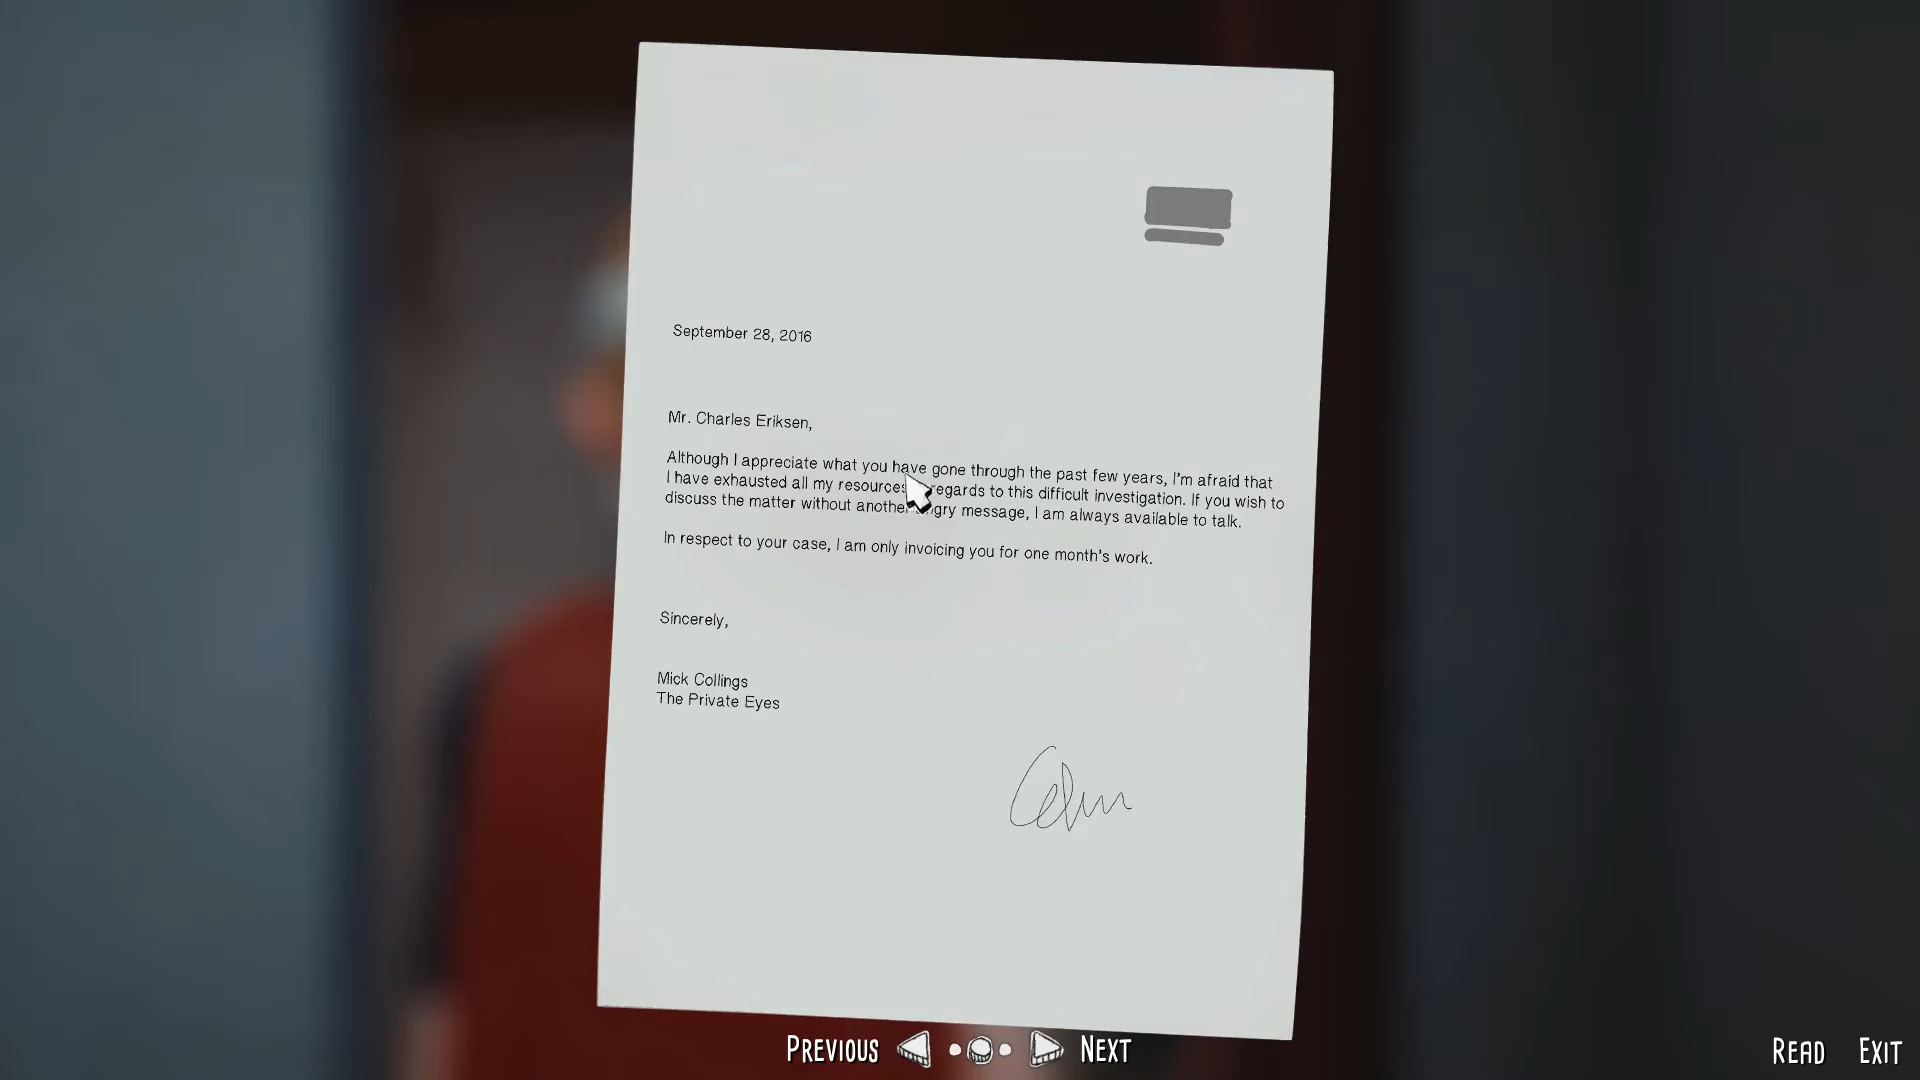 September 28, 2016
Mr. Charles Eriksen,
Although I appreciate what you have gone through the past few years, I'm afraid that
I have exhausted all my resources regards to this difficult investigation. If you wish to
discuss the matter without another angry message, I am always available to talk.
In respect to your case, I am only invoicing you for one month's work.
Sincerely,
Mick Collings
The Private Eyes
PREVIOUS NEXT
READ EXIT